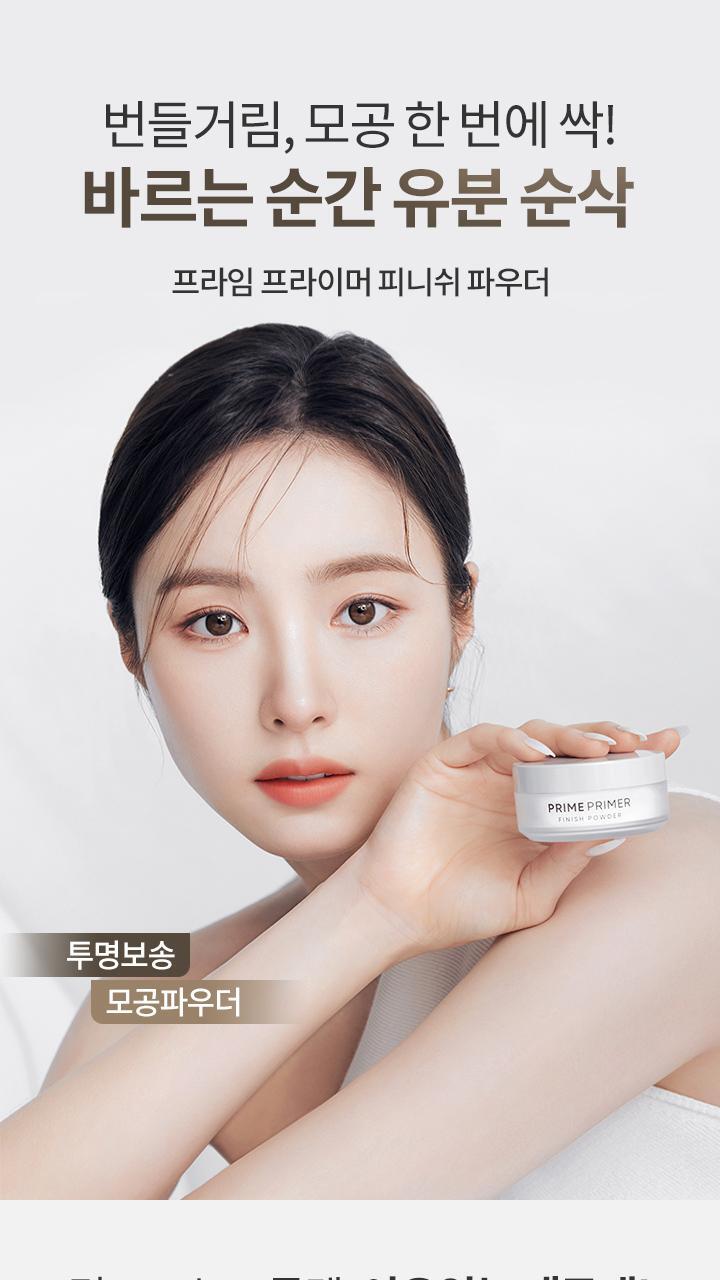 번들거림, 모공 한 번에 싹!
바르는 순간 유분 순삭
프라임 프라이머 피니쉬 파우더
PRIME PRIMER
FINISH POWDER
투명보송
모공파우더